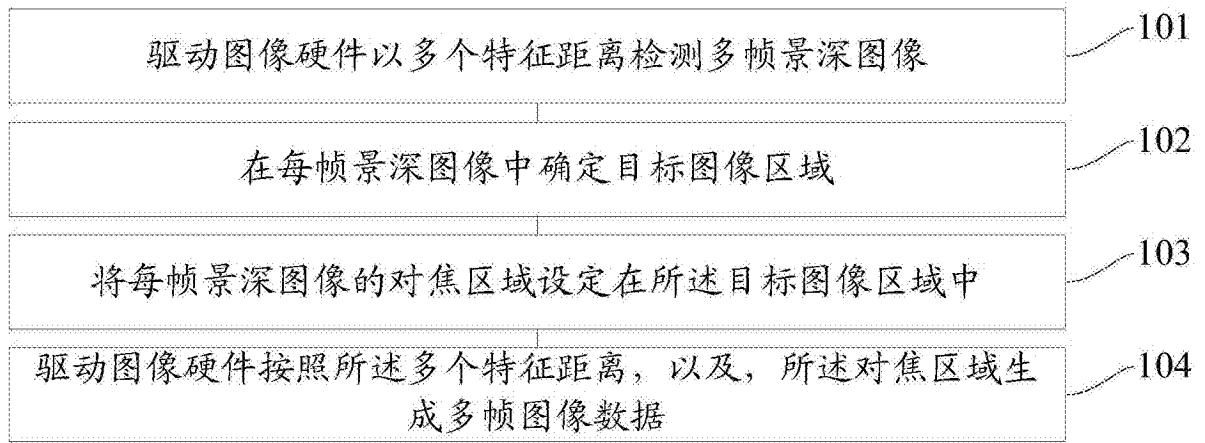 驱动图像硬件以多个特征距离检测多帧景深图像
101
在每帧景深图像中确定目标图像区域
102
将每帧景深图像的对焦区域设定在所述目标图像区域中
103
驱动图像硬件按照所述多个特征距离，以及，所述对焦区域生
成多帧图像数据
104